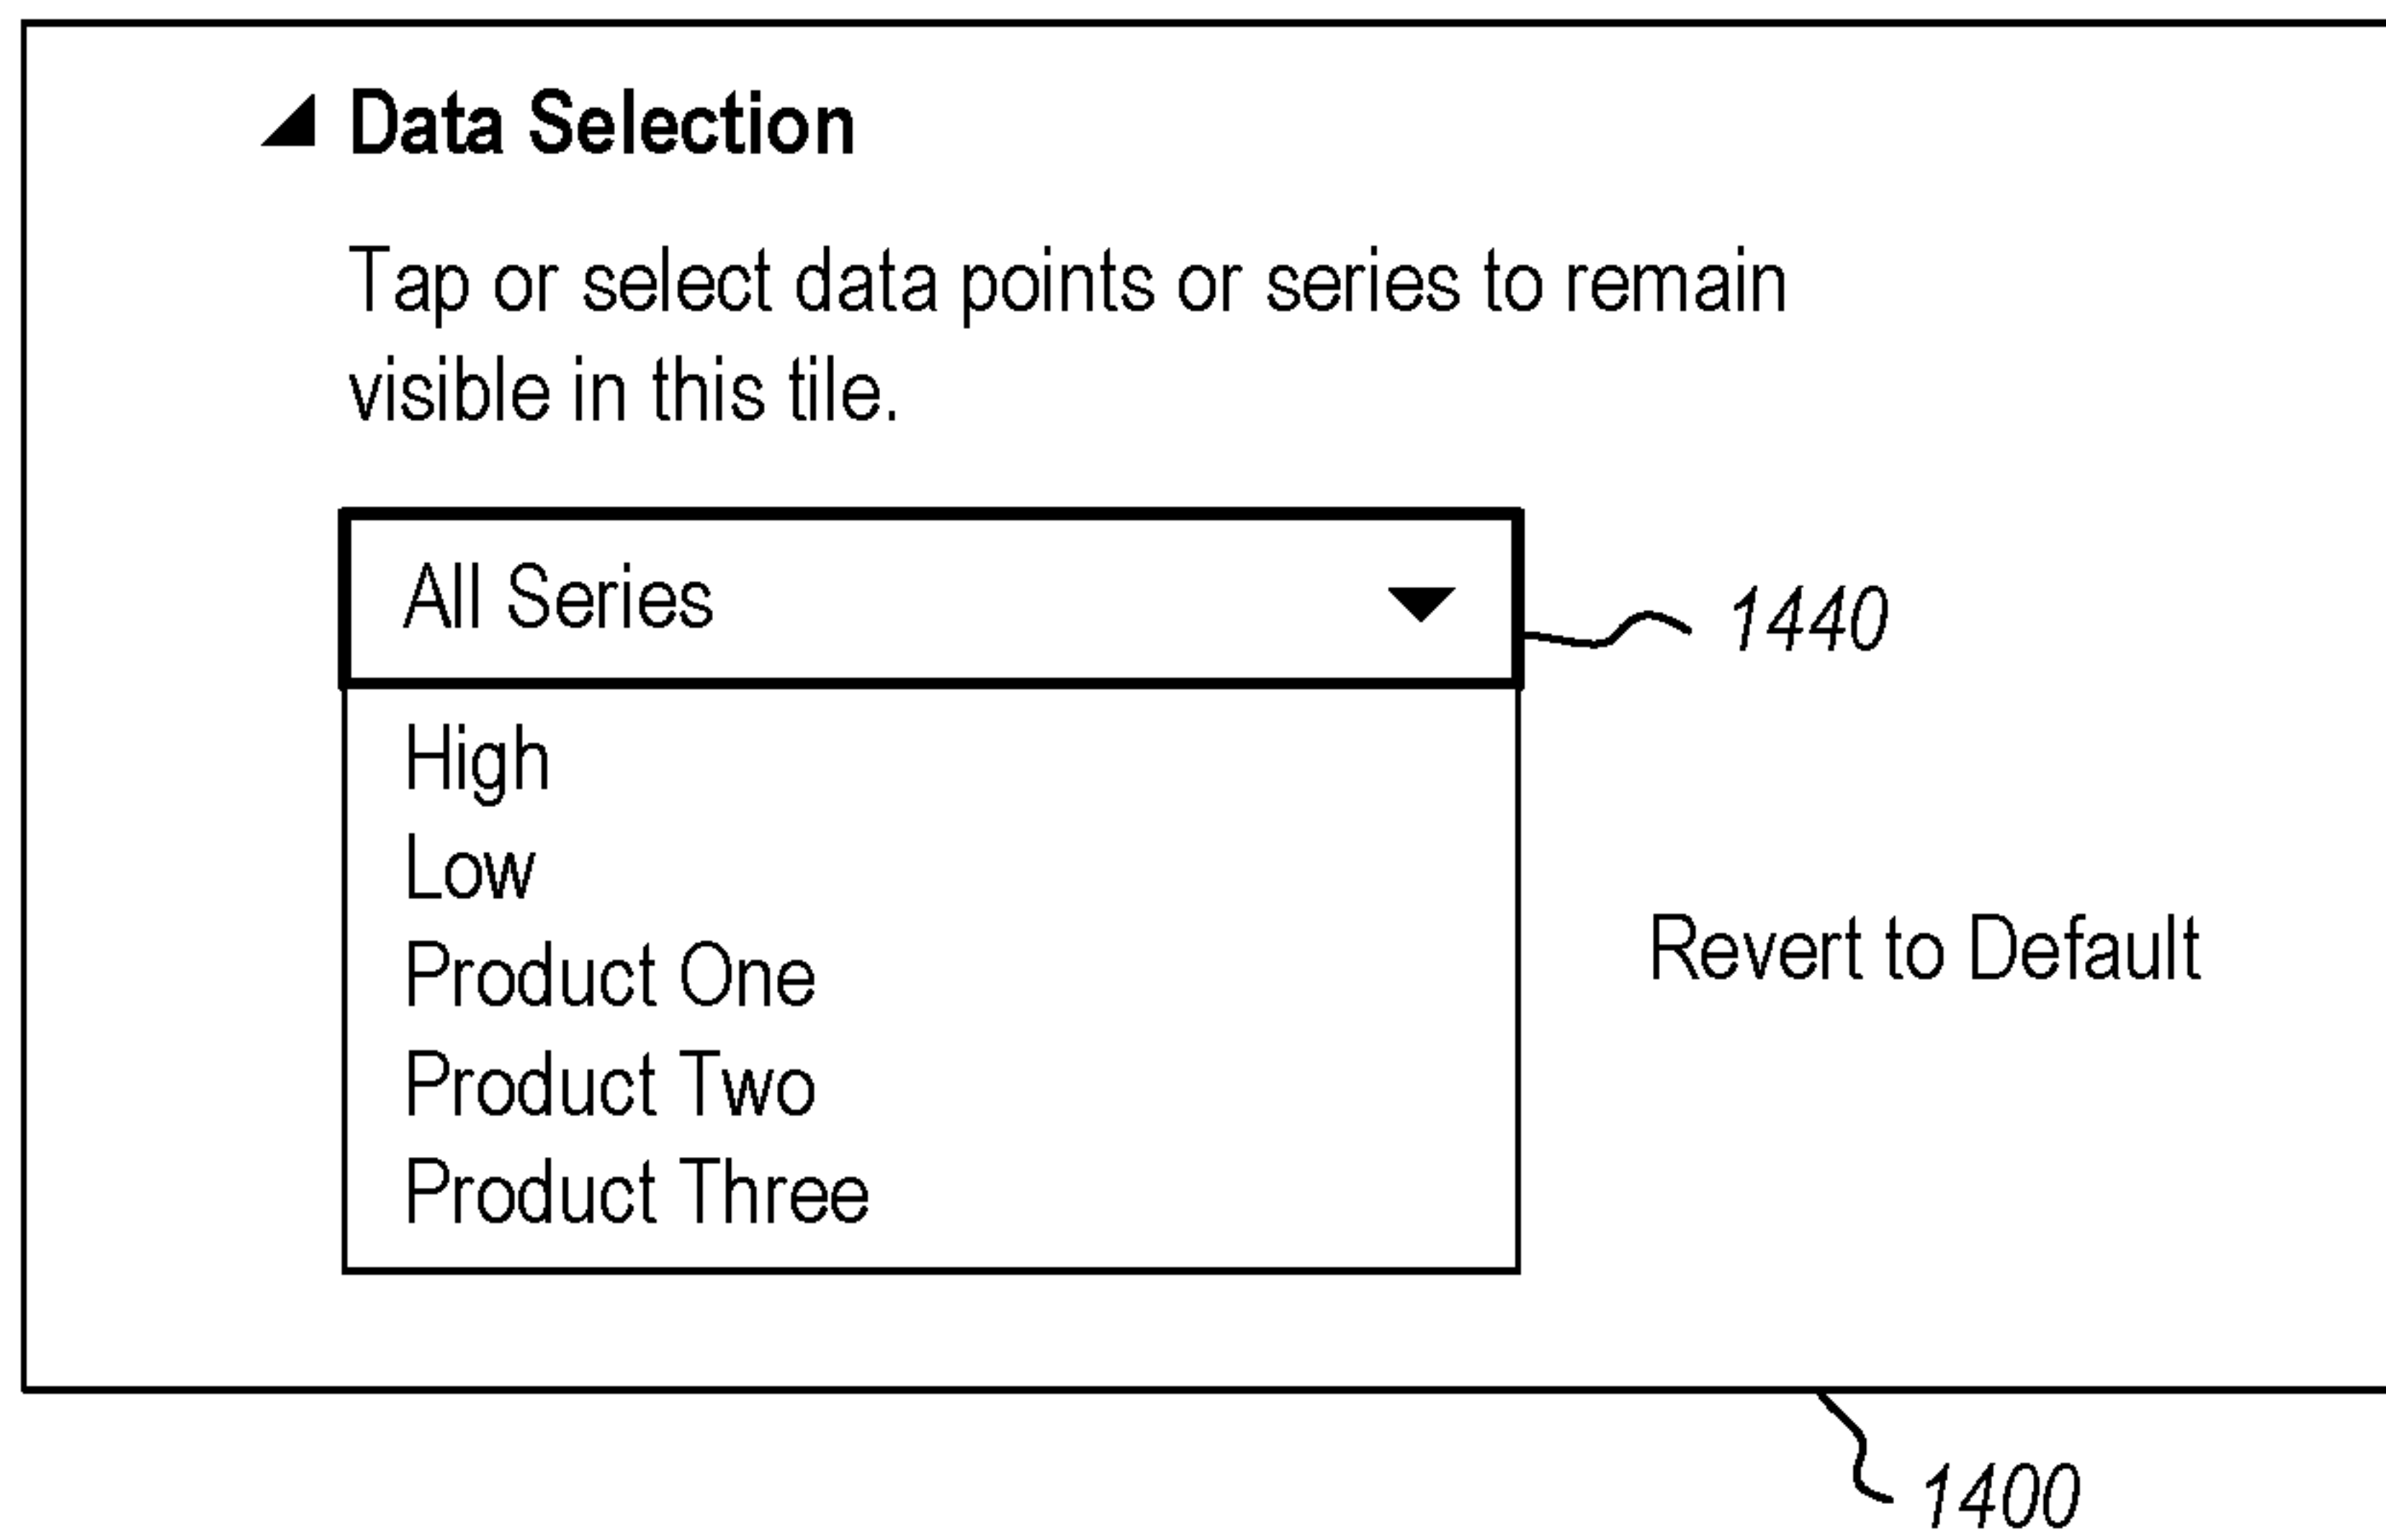 Data Selection
Tap or select data points or series to remain
visible in this tile.
All Series
1440
High
Low
Product One
Revert to Default
Product Two
Product Three
1400